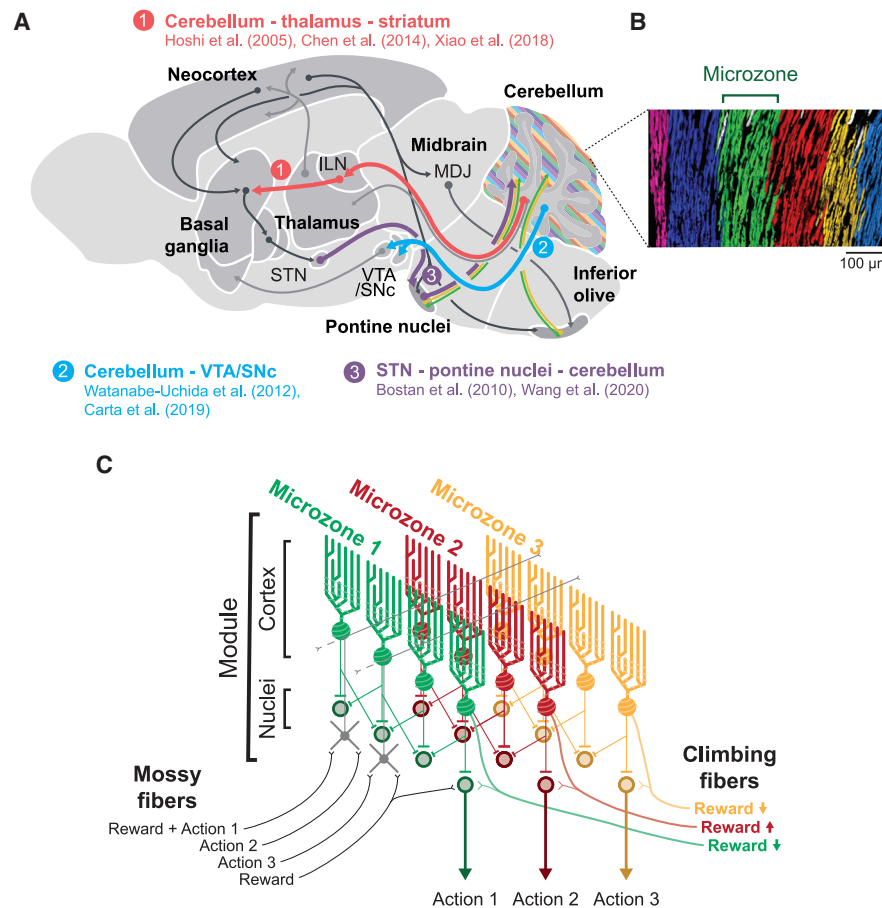 A
1 Cerebellum - thalamus - striatum
Hoshi et al. (2005), Chen et al. (2014), Xiao et al. (2018)
B
Neocortex
Cerebellum
Microzone
Midbrain
ILN
1
MDJ
Basal
ganglia
Thalamus
2
STN
VTA
/SNc
3
Inferior
olive
100 µm
Pontine nuclei
2 Cerebellum - VTA/SNc
Watanabe-Uchida et al. (2012),
Carta et al. (2019)
3 STN - pontine nuclei - cerebellum
Bostan et al. (2010), Wang et al. (2020)
C
Microzone 1
Microzone 2
Microzone 3
Module
Cortex
Nuclei
Mossy
fibers
Reward + Action 1
Action 2
Action 3
Reward
Climbing
fibers
Reward ↓
Reward ↑
Reward ↓
Action 1
Action 2
Action 3